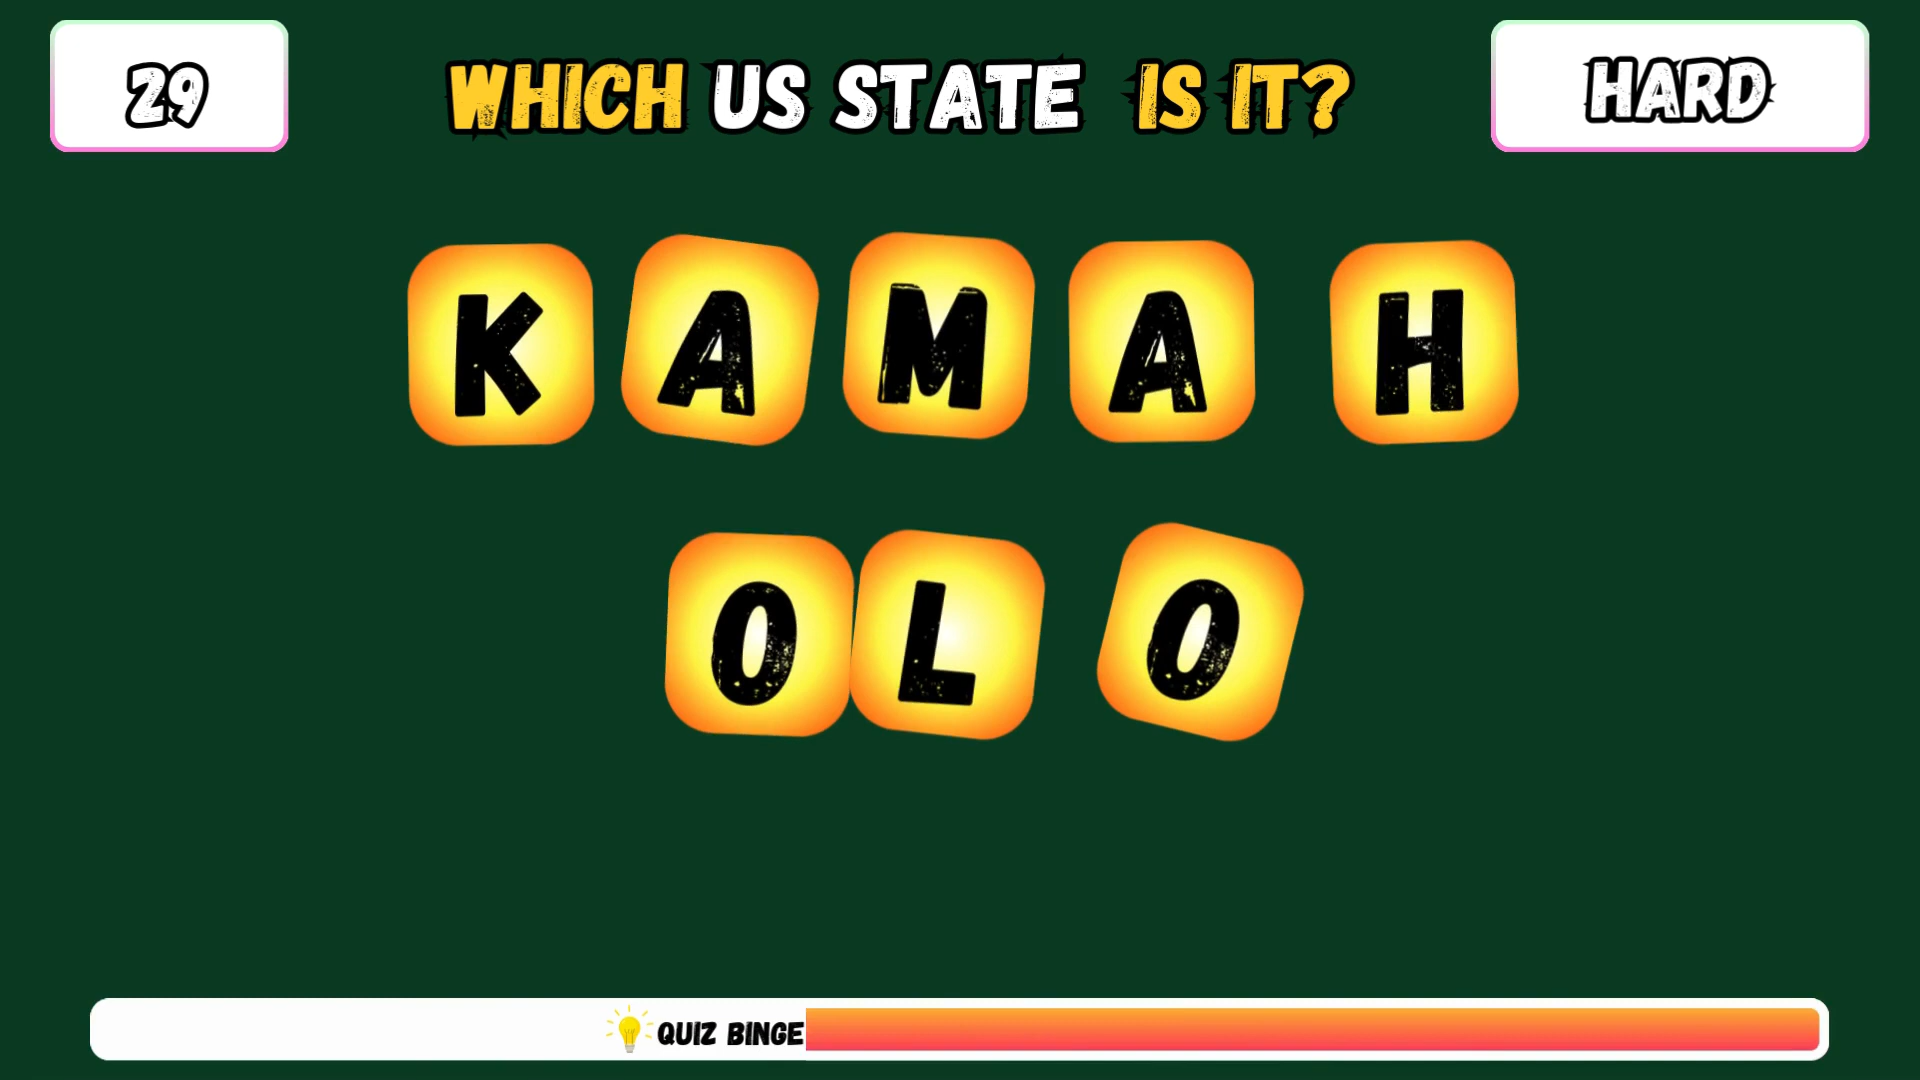 29
WHICH US STATE IS IT?
HARD
K A M A H
O L O
QUIZ BINGE